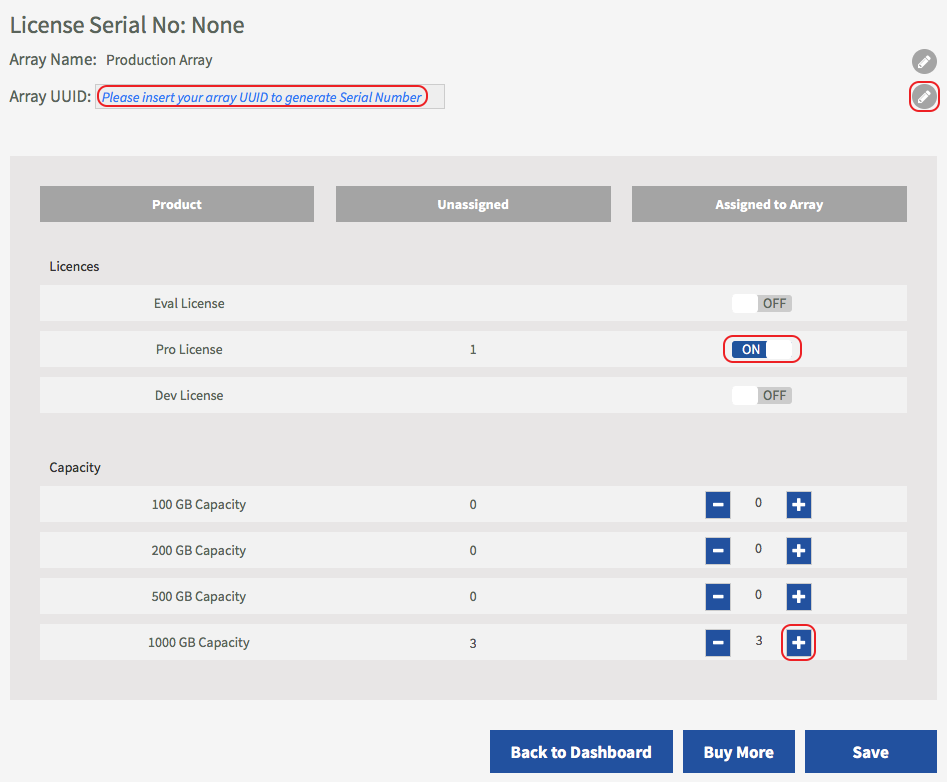 License Serial No: None
Array Name: Production Array
Array UUID: Please insert your array UUID to generate Serial Number
Product Unassigned Assigned to Array
Licences
Eval License OFF
Pro License 1 ON
Dev License OFF
Capacity
100 GB Capacity 0 0
200 GB Capacity 0 0
500 GB Capacity 0 0
1000 GB Capacity 3 3
Back to Dashboard Buy More Save